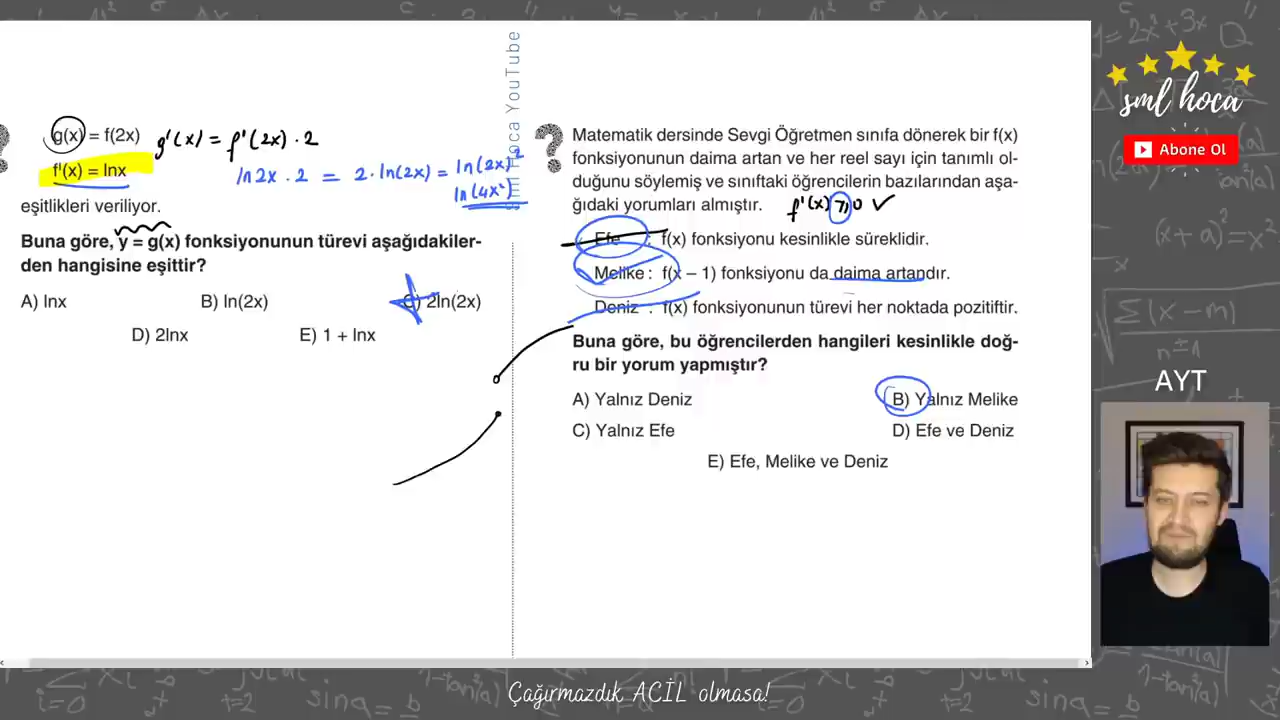 g(x) = f(2x)
g'(x) = f'(2x) . 2
f'(x) = lnx
ln2x . 2 = 2 . ln(2x) = ln(2x)²
ln(4x²)
eşitlikleri veriliyor.
Buna göre, y = g(x) fonksiyonunun türevi aşağıdakiler-
den hangisine eşittir?
A) lnx B) ln(2x) C) 2ln(2x)
D) 2lnx E) 1 + lnx
Hoca YouTube
Matematik dersinde Sevgi Öğretmen sınıfa dönerek bir f(x)
fonksiyonunun daima artan ve her reel sayı için tanımlı ol-
duğunu söylemiş ve sınıftaki öğrencilerin bazılarından aşa-
ğıdaki yorumları almıştır.
f'(x) ≥ 0 ✓
Efe : f(x) fonksiyonu kesinlikle süreklidir.
Melike : f(x – 1) fonksiyonu da daima artandır.
Deniz : f(x) fonksiyonunun türevi her noktada pozitiftir.
Buna göre, bu öğrencilerden hangileri kesinlikle doğ-
ru bir yorum yapmıştır?
A) Yalnız Deniz B) Yalnız Melike
C) Yalnız Efe D) Efe ve Deniz
E) Efe, Melike ve Deniz
sml hoca
Abone Ol
AYT
Çağırmazdık ACİL olmasa!